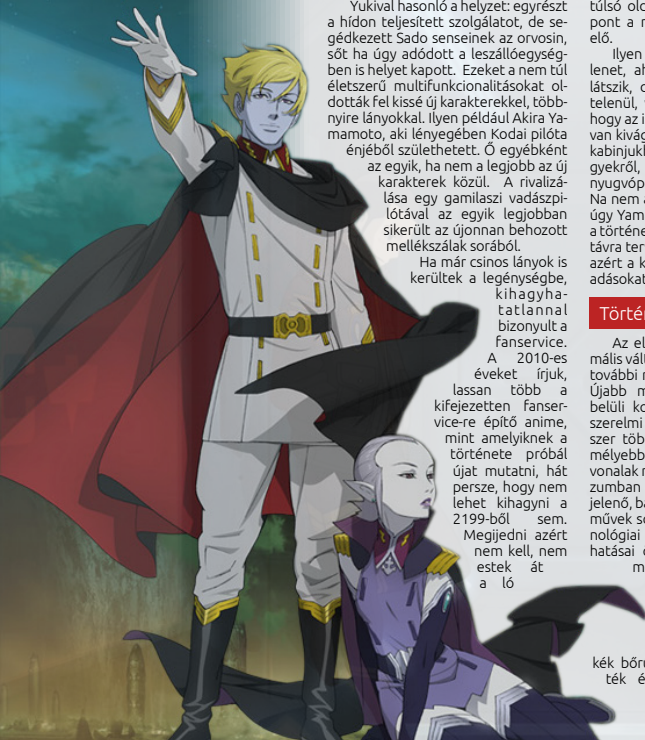 Yukival hasonló a helyzet: egyrészt
a hídon teljesített szolgálatot, de se-
gédkezett Sado senseinek az orvosin,
sőt ha úgy adódott a leszállóegység-
ben is helyet kapott. Ezeket a nem túl
életszerű multifunkcionalitásokat ol-
dották fel kissé új karakterekkel, több-
nyire lányokkal. Ilyen például Akira Ya-
mamoto, aki lényegében Kodai pilóta
énjéből születhetett. Ő egyébként
az egyik, ha nem a legjobb az új
karakterek közül. A rivalizá-
lása egy gamilaszi vadászpi-
lótával az egyik legjobban
sikerült az újonnan behozott
mellékszálak sorából.
Ha már csinos lányok is
kerültek a legénységbe,
kihagyha-
tatlannal
bizonyult a
fanservice.
A 2010-es
éveket írjuk,
lassan több a
kifejezetten fanser-
vice-re építő anime,
mint amelyiknek a
története próbál
újat mutatni, hát
persze, hogy nem
lehet kihagyni a
2199-ből sem.
Megijedni azért
nem kell, nem
estek át
a ló
túlsó old
pont a r
elő.
Ilyen
lenet, ah
látszik, c
telenül,
hogy az i
van kivág
kabinjukl
gyekről,
nyugvóp
Na nem a
úgy Yam
a történe
távra ter
azért a k
adásokat
Törtér
Az el
mális vált
további r
Újabb m
belüli ko
szerelmi
szer töb
mélyebb
vonalak r
zumban
jelenő, ba
művek so
nológiai
hatásai c
m
kék bőrű
ték é